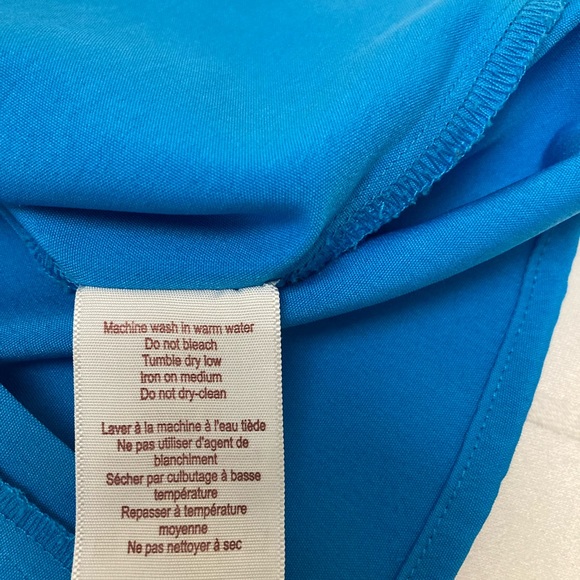 Machine wash in warm water
Do not bleach
Tumble dry low
Iron on medium
Do not dry-clean
Laver à la machine à l'eau tiède
Ne pas utiliser d'agent de
blanchiment
Sécher par culbutage à basse
température
Repasser à température
moyenne
Ne pas nettoyer à sec